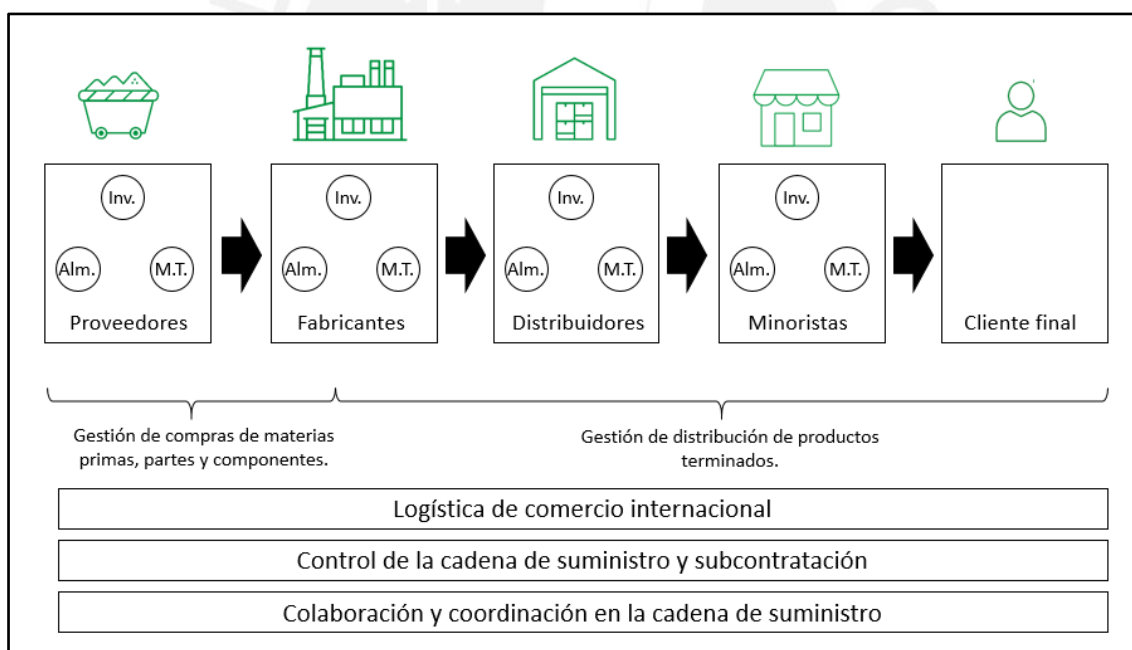 Inv.
Alm.
M.T.
Proveedores
Inv.
Alm.
M.T.
Fabricantes
Inv.
Alm.
M.T.
Distribuidores
Inv.
Alm.
M.T.
Minoristas
Cliente final
Gestión de compras de materias
primas, partes y componentes.
Gestión de distribución de productos
terminados.
Logística de comercio internacional
Control de la cadena de suministro y subcontratación
Colaboración y coordinación en la cadena de suministro